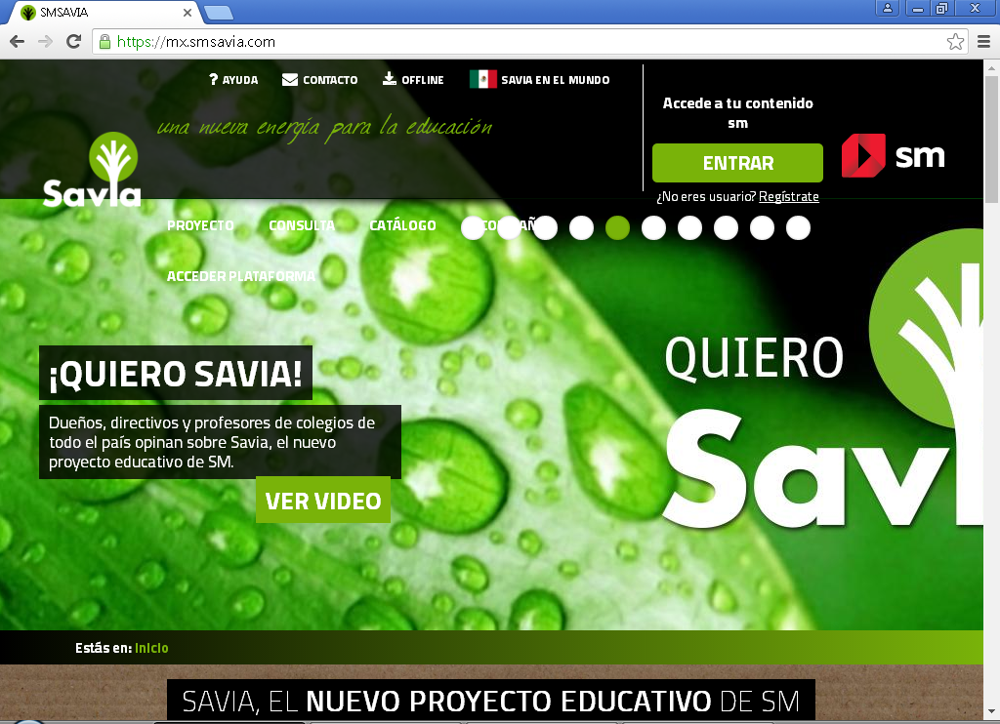 SMSAVIA
https://mx.smsavia.com
? AYUDA
CONTACTO
OFFLINE
SAVIA EN EL MUNDO
una nueva energía para la educación
Savia
Accede a tu contenido
sm
ENTRAR
¿No eres usuario? Regístrate
sm
PROYECTO
CONSULTA
CATÁLOGO
ACCEDER PLATAFORMA
¡QUIERO SAVIA!
Dueños, directivos y profesores de colegios de
todo el país opinan sobre Savia, el nuevo
proyecto educativo de SM.
VER VIDEO
QUIERO
Savi
Estás en: Inicio
SAVIA, EL NUEVO PROYECTO EDUCATIVO DE SM